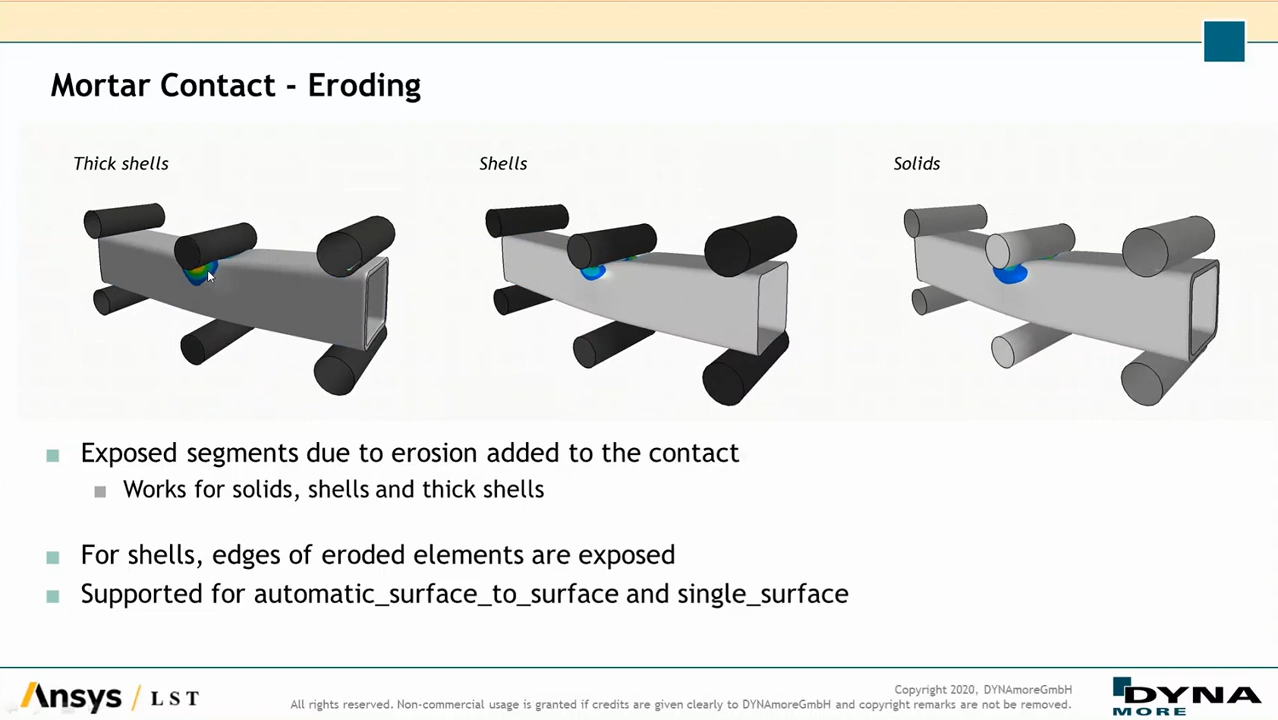 Mortar Contact - Eroding
Thick shells
Shells
Solids
Exposed segments due to erosion added to the contact
Works for solids, shells and thick shells
For shells, edges of eroded elements are exposed
Supported for automatic_surface_to_surface and single_surface
Ansys / LST
Copyright 2020, DYNAmoreGmbH
All rights reserved. Non-commercial usage is granted if credits are given clearly to DYNAmoreGmbH and copyright remarks are not be removed.
DYNA
MORE